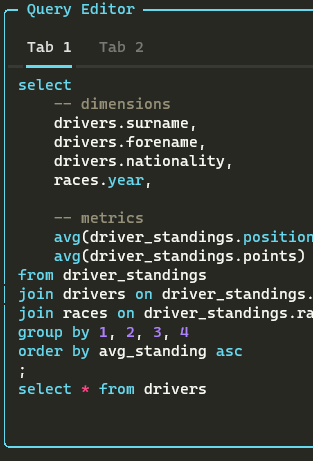 Query Editor
Tab 1 Tab 2
select
    -- dimensions
    drivers.surname,
    drivers.forename,
    drivers.nationality,
    races.year,

    -- metrics
    avg(driver_standings.position
    avg(driver_standings.points)
from driver_standings
join drivers on driver_standings.
join races on driver_standings.ra
group by 1, 2, 3, 4
order by avg_standing asc
;
select * from drivers